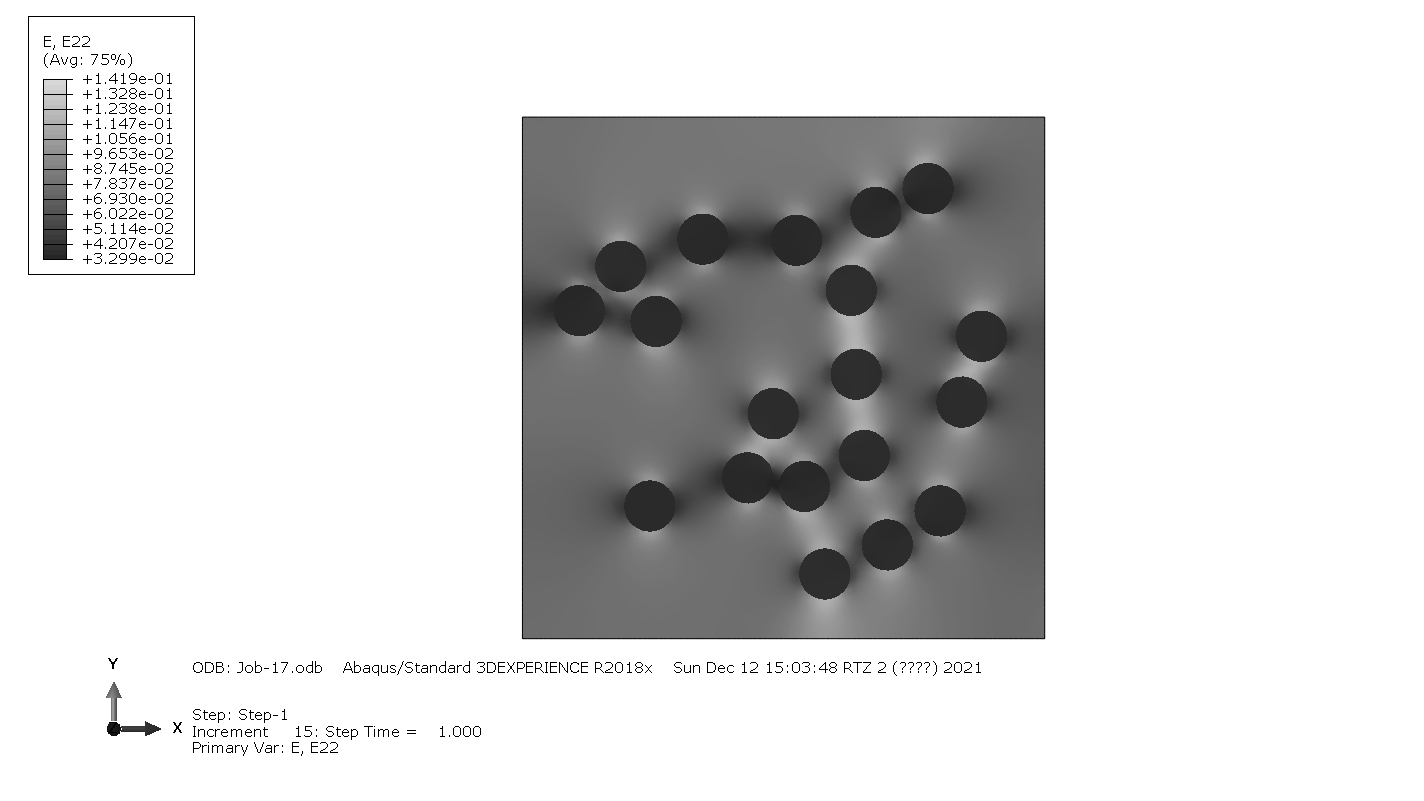 E, E22
(Avg: 75%)
+1.419e-01
+1.328e-01
+1.238e-01
+1.147e-01
+1.056e-01
+9.653e-02
+8.745e-02
+7.837e-02
+6.930e-02
+6.022e-02
+5.114e-02
+4.207e-02
+3.299e-02
Y
X
ODB: Job-17.odb Abaqus/Standard 3DEXPERIENCE R2018x Sun Dec 12 15:03:48 RTZ 2 (????) 2021
Step: Step-1
Increment 15: Step Time = 1.000
Primary Var: E, E22